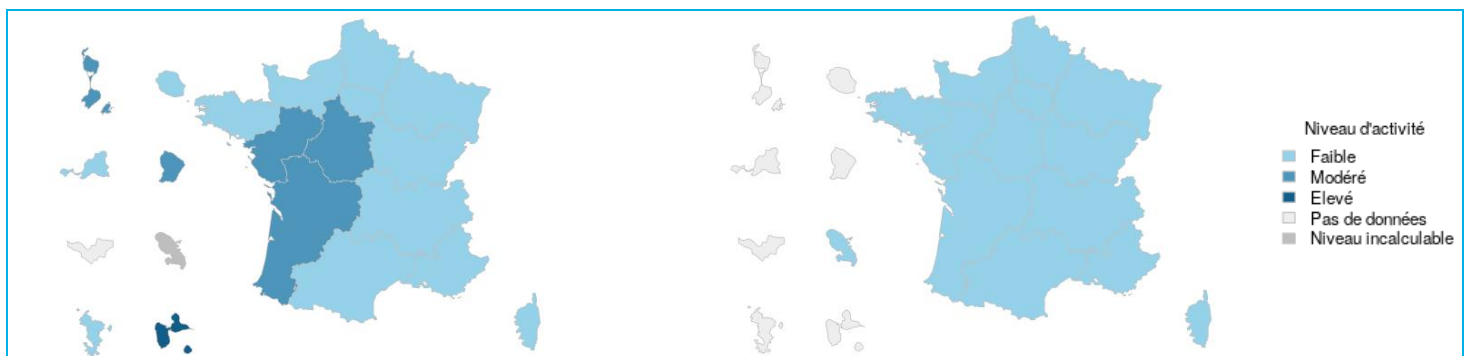 Niveau d'activité
Faible
Modéré
Elevé
Pas de données
Niveau incalculable